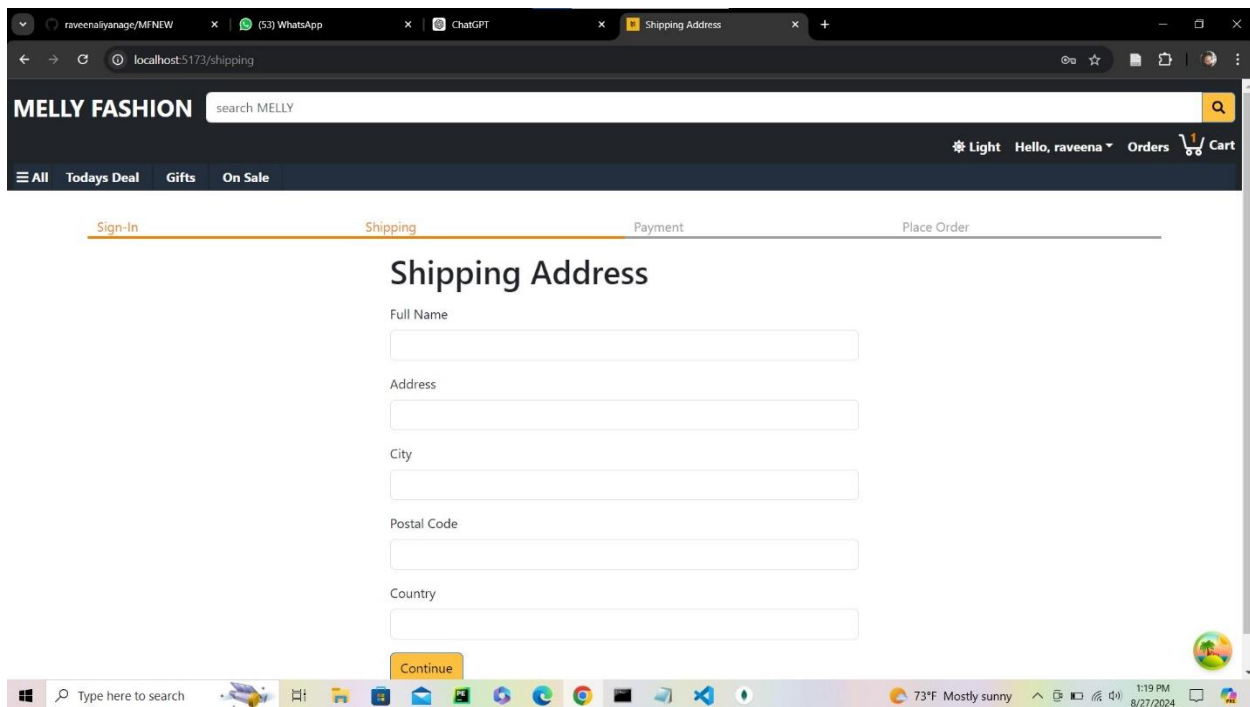 raveenaliyanage/MFNEW (53) WhatsApp ChatGPT Shipping Address
localhost:5173/shipping
MELLY FASHION search MELLY
Light Hello, raveena Orders 1 Cart
All Todays Deal Gifts On Sale
Sign-In Shipping Payment Place Order
Shipping Address
Full Name
Address
City
Postal Code
Country
Continue
Type here to search 73°F Mostly sunny 1:19 PM
8/27/2024